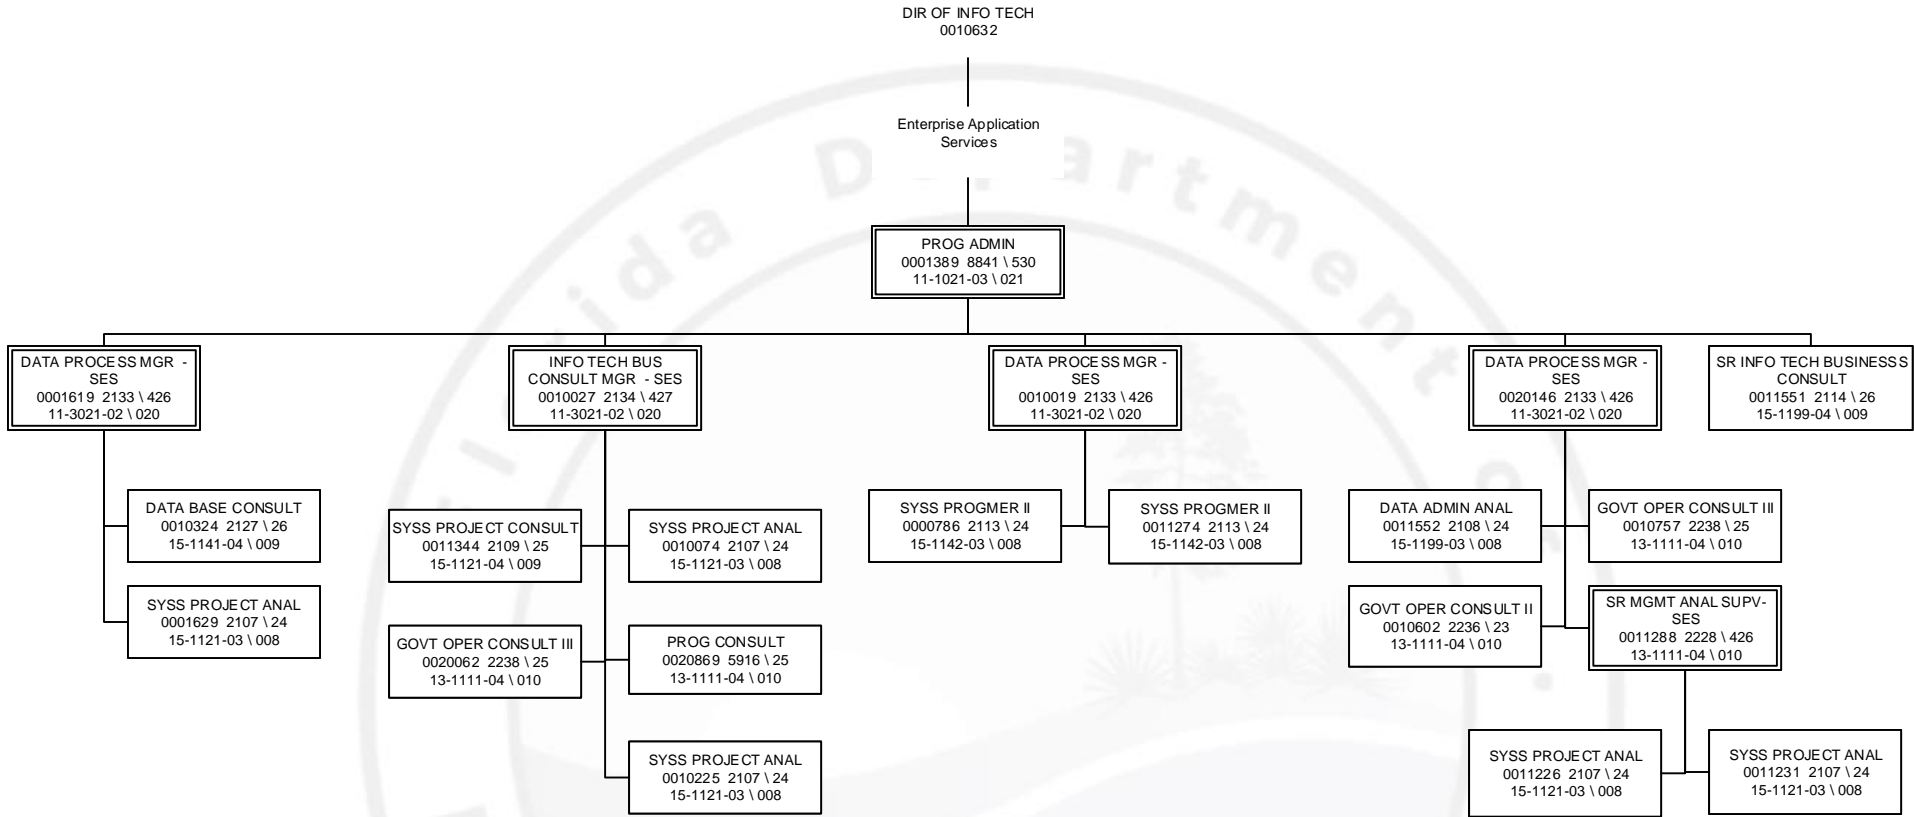 DIR OF INFO TECH
0010632
Enterprise Application
Services
PROG ADMIN
0001389 8841 \ 530
11-1021-03 \ 021
DATA PROCESS MGR -
SES
0001619 2133 \ 426
11-3021-02 \ 020
INFO TECH BUS
CONSULT MGR - SES
0010027 2134 \ 427
11-3021-02 \ 020
DATA PROCESS MGR -
SES
0010019 2133 \ 426
11-3021-02 \ 020
DATA PROCESS MGR -
SES
0020146 2133 \ 426
11-3021-02 \ 020
SR INFO TECH BUSINESSS
CONSULT
0011551 2114 \ 26
15-1199-04 \ 009
DATA BASE CONSULT
0010324 2127 \ 26
15-1141-04 \ 009
SYSS PROJECT ANAL
0001629 2107 \ 24
15-1121-03 \ 008
SYSS PROJECT CONSULT
0011344 2109 \ 25
15-1121-04 \ 009
SYSS PROJECT ANAL
0010074 2107 \ 24
15-1121-03 \ 008
GOVT OPER CONSULT III
0020062 2238 \ 25
13-1111-04 \ 010
PROG CONSULT
0020869 5916 \ 25
13-1111-04 \ 010
SYSS PROJECT ANAL
0010225 2107 \ 24
15-1121-03 \ 008
SYSS PROGMER II
0000786 2113 \ 24
15-1142-03 \ 008
SYSS PROGMER II
0011274 2113 \ 24
15-1142-03 \ 008
DATA ADMIN ANAL
0011552 2108 \ 24
15-1199-03 \ 008
GOVT OPER CONSULT III
0010757 2238 \ 25
13-1111-04 \ 010
GOVT OPER CONSULT II
0010602 2236 \ 23
13-1111-04 \ 010
SR MGMT ANAL SUPV-
SES
0011288 2228 \ 426
13-1111-04 \ 010
SYSS PROJECT ANAL
0011226 2107 \ 24
15-1121-03 \ 008
SYSS PROJECT ANAL
0011231 2107 \ 24
15-1121-03 \ 008